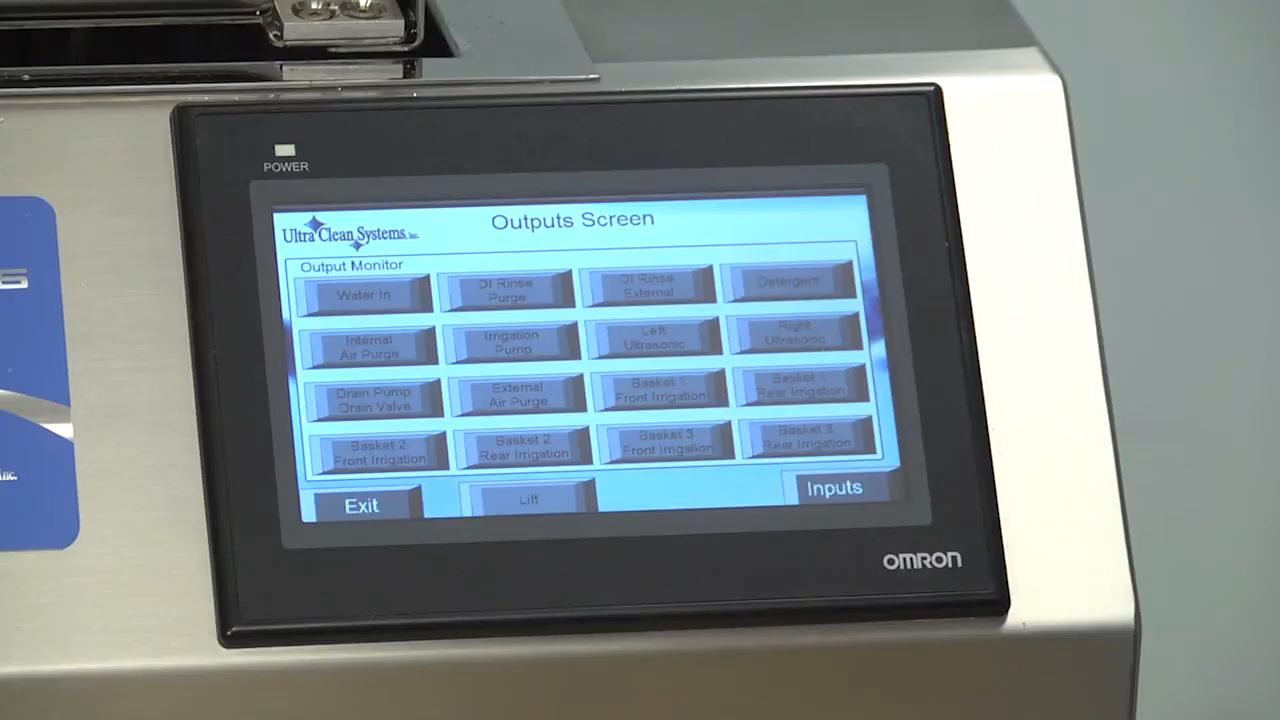 POWER
Ultra Clean Systems, Inc.
Outputs Screen
Output Monitor
Water In
DI Rinse
Purge
DI Rinse
External
Detergent
Internal
Air Purge
Irrigation
Pump
Left
Ultrasonic
Right
Ultrasonic
Drain Pump
Drain Valve
External
Air Purge
Basket 1
Front Irrigation
Basket 1
Rear Irrigation
Basket 2
Front Irrigation
Basket 2
Rear Irrigation
Basket 3
Front Irrigation
Basket 3
Rear Irrigation
Exit
Lift
Inputs
OMRON
Inc.